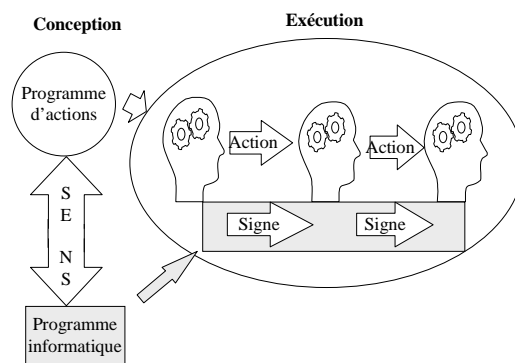 Conception
Exécution
Programme
d'actions
Action
Action
S
E
N
S
Signe
Signe
Programme
informatique